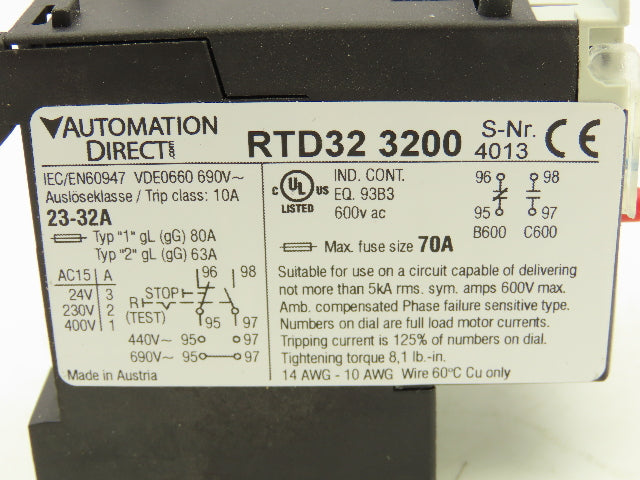 AUTOMATION
DIRECT
RTD32 3200
S-Nr.
4013
CE
IEC/EN60947 VDE0660 690V~
Auslöseklasse / Trip class: 10A
23-32A
Typ "1" gL (gG) 80A
Typ "2" gL (gG) 63A
AC15 A
24V 3
230V 2
400V 1
STOP
R
(TEST)
96 98
95 97
440V~ 95 97
690V~ 95 97
Made in Austria
C UL US
LISTED
IND. CONT.
EQ. 93B3
600v ac
96 98
95 97
B600 C600
Max. fuse size 70A
Suitable for use on a circuit capable of delivering
not more than 5kA rms. sym. amps 600V max.
Amb. compensated Phase failure sensitive type.
Numbers on dial are full load motor currents.
Tripping current is 125% of numbers on dial.
Tightening torque 8,1 lb.-in.
14 AWG - 10 AWG Wire 60°C Cu only